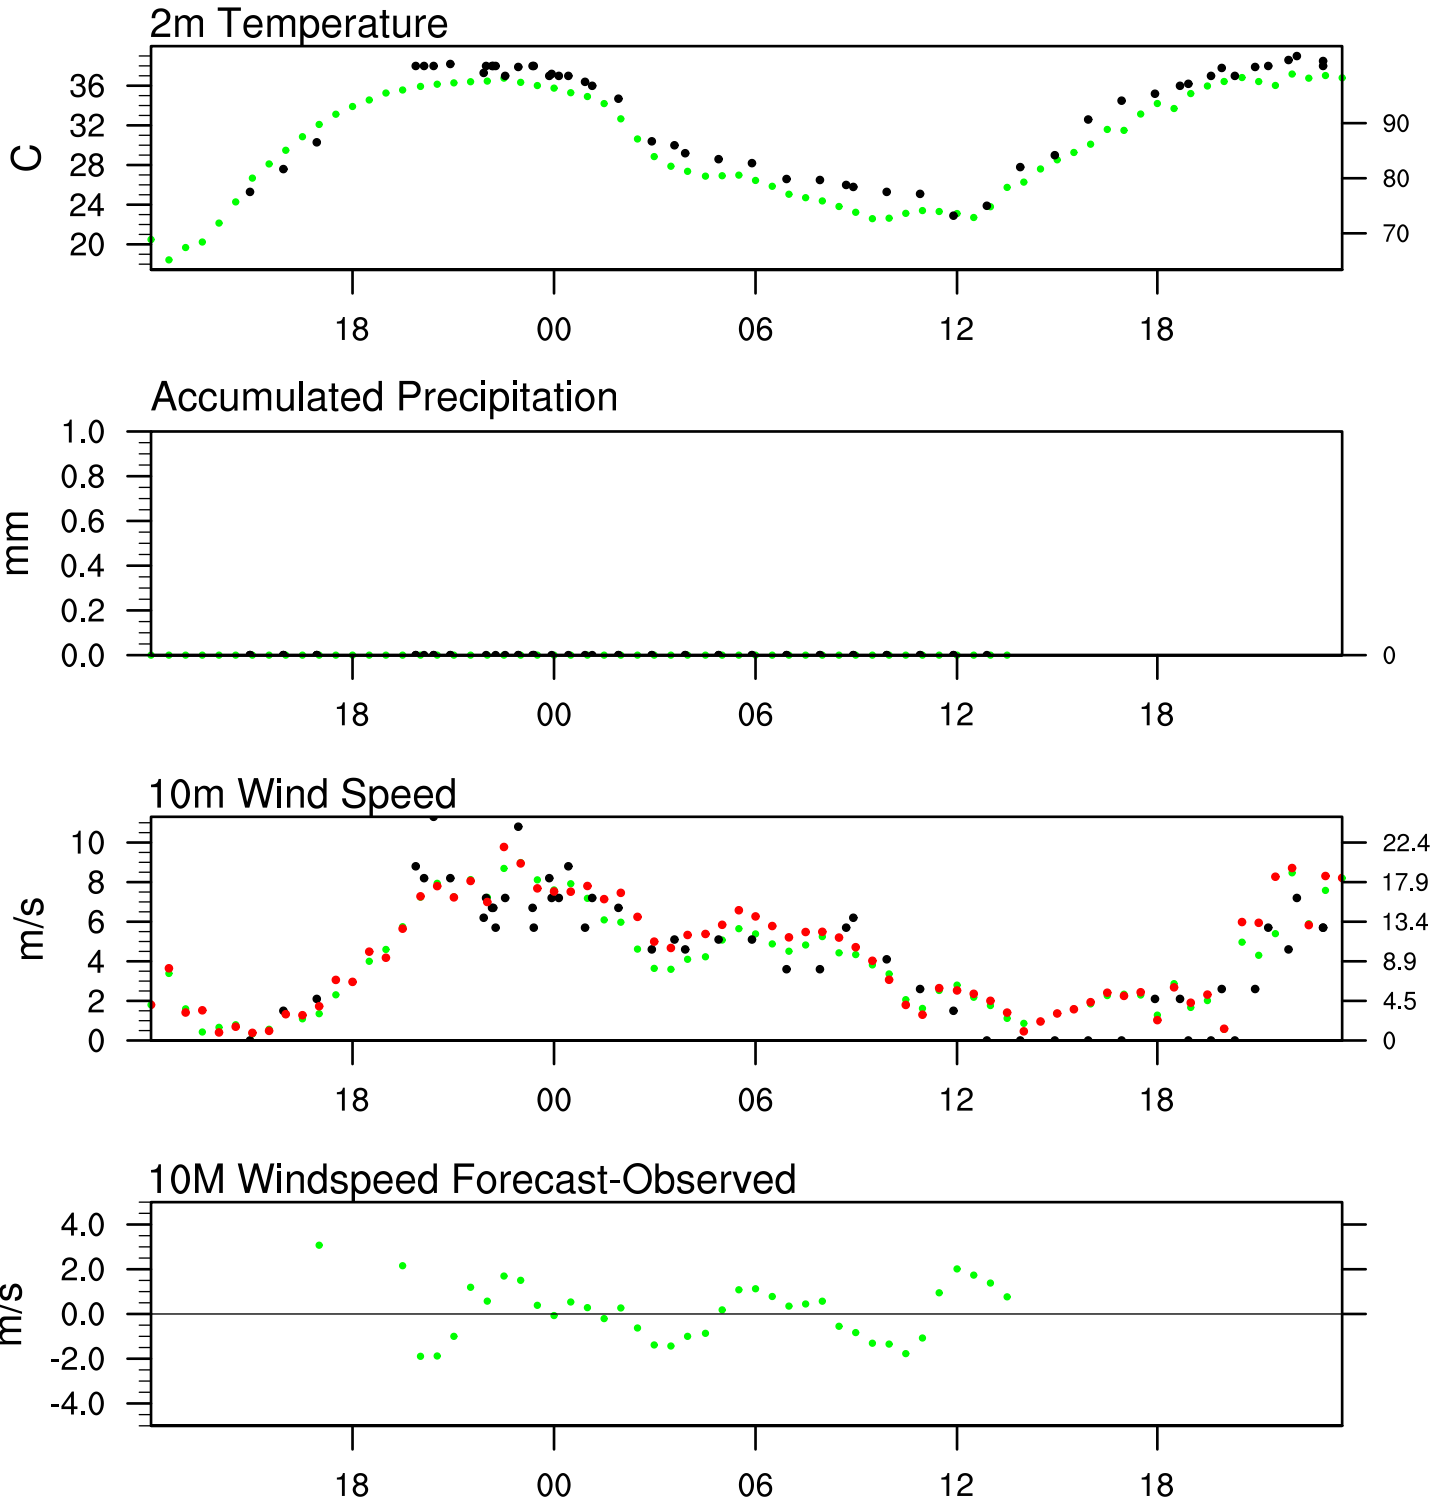 2m Temperature
C
36
32
28
24
20
90
80
70
18 00 06 12 18
Accumulated Precipitation
mm
1.0
0.8
0.6
0.4
0.2
0.0
0
18 00 06 12 18
10m Wind Speed
m/s
10
8
6
4
2
0
22.4
17.9
13.4
8.9
4.5
0
18 00 06 12 18
10M Windspeed Forecast-Observed
m/s
4.0
2.0
0.0
-2.0
-4.0
18 00 06 12 18